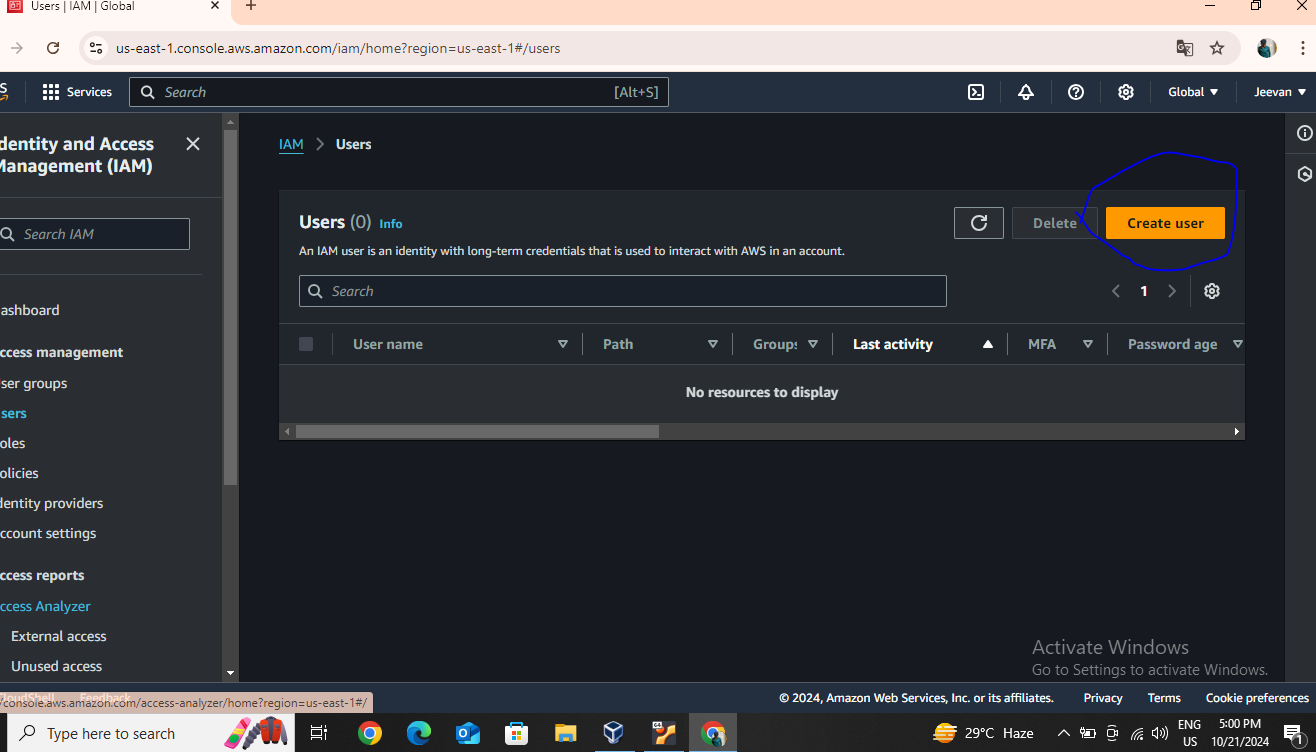 Users | IAM | Global
us-east-1.console.aws.amazon.com/iam/home?region=us-east-1#/users
Services
Search
[Alt+S]
Global
Jeevan
dentity and Access
Management (IAM)
Search IAM
ashboard
ccess management
ser groups
sers
oles
olicies
dentity providers
ccount settings
ccess reports
ccess Analyzer
External access
Unused access
IAM > Users
Users (0) Info
An IAM user is an identity with long-term credentials that is used to interact with AWS in an account.
Delete
Create user
Search
1
User name
Path
Groups
Last activity
MFA
Password age
No resources to display
Activate Windows
Go to Settings to activate Windows.
CloudShell
Feedback
/console.aws.amazon.com/access-analyzer/home?region=us-east-1#/
© 2024, Amazon Web Services, Inc. or its affiliates.
Privacy
Terms
Cookie preferences
Type here to search
29°C Haze
ENG
US
5:00 PM
10/21/2024
1